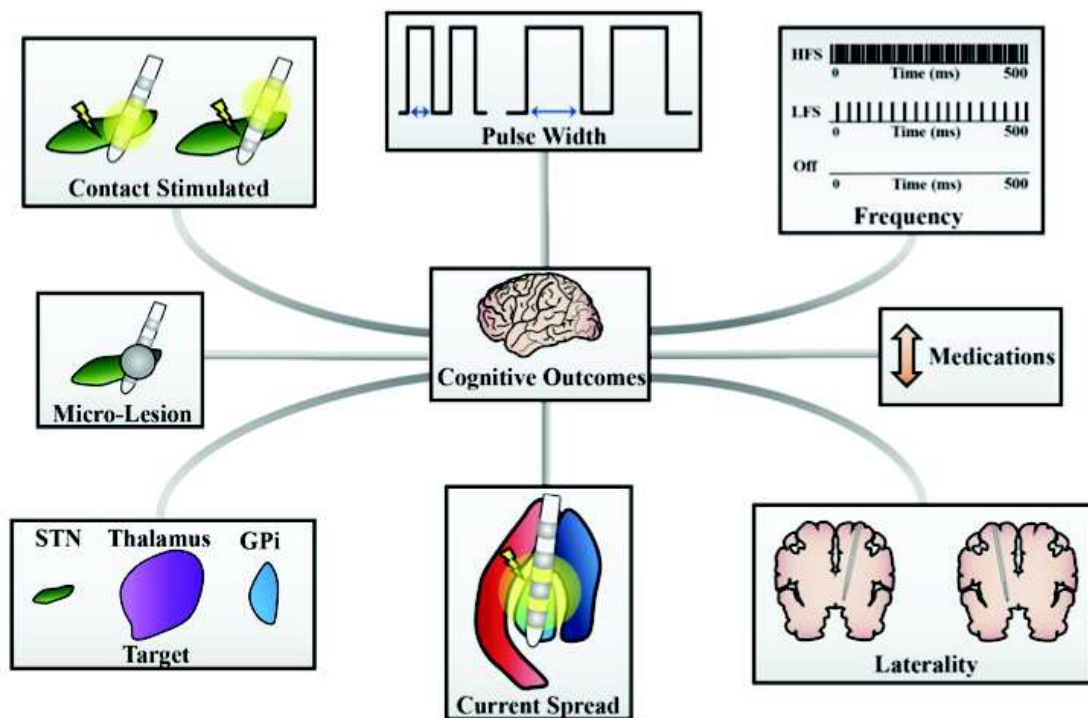 Contact Stimulated
Pulse Width
HFS
0 Time (ms) 500
LFS
0 Time (ms) 500
Off
0 Time (ms) 500
Frequency
Micro-Lesion
Cognitive Outcomes
Medications
STN Thalamus GPi
Target
Current Spread
Laterality